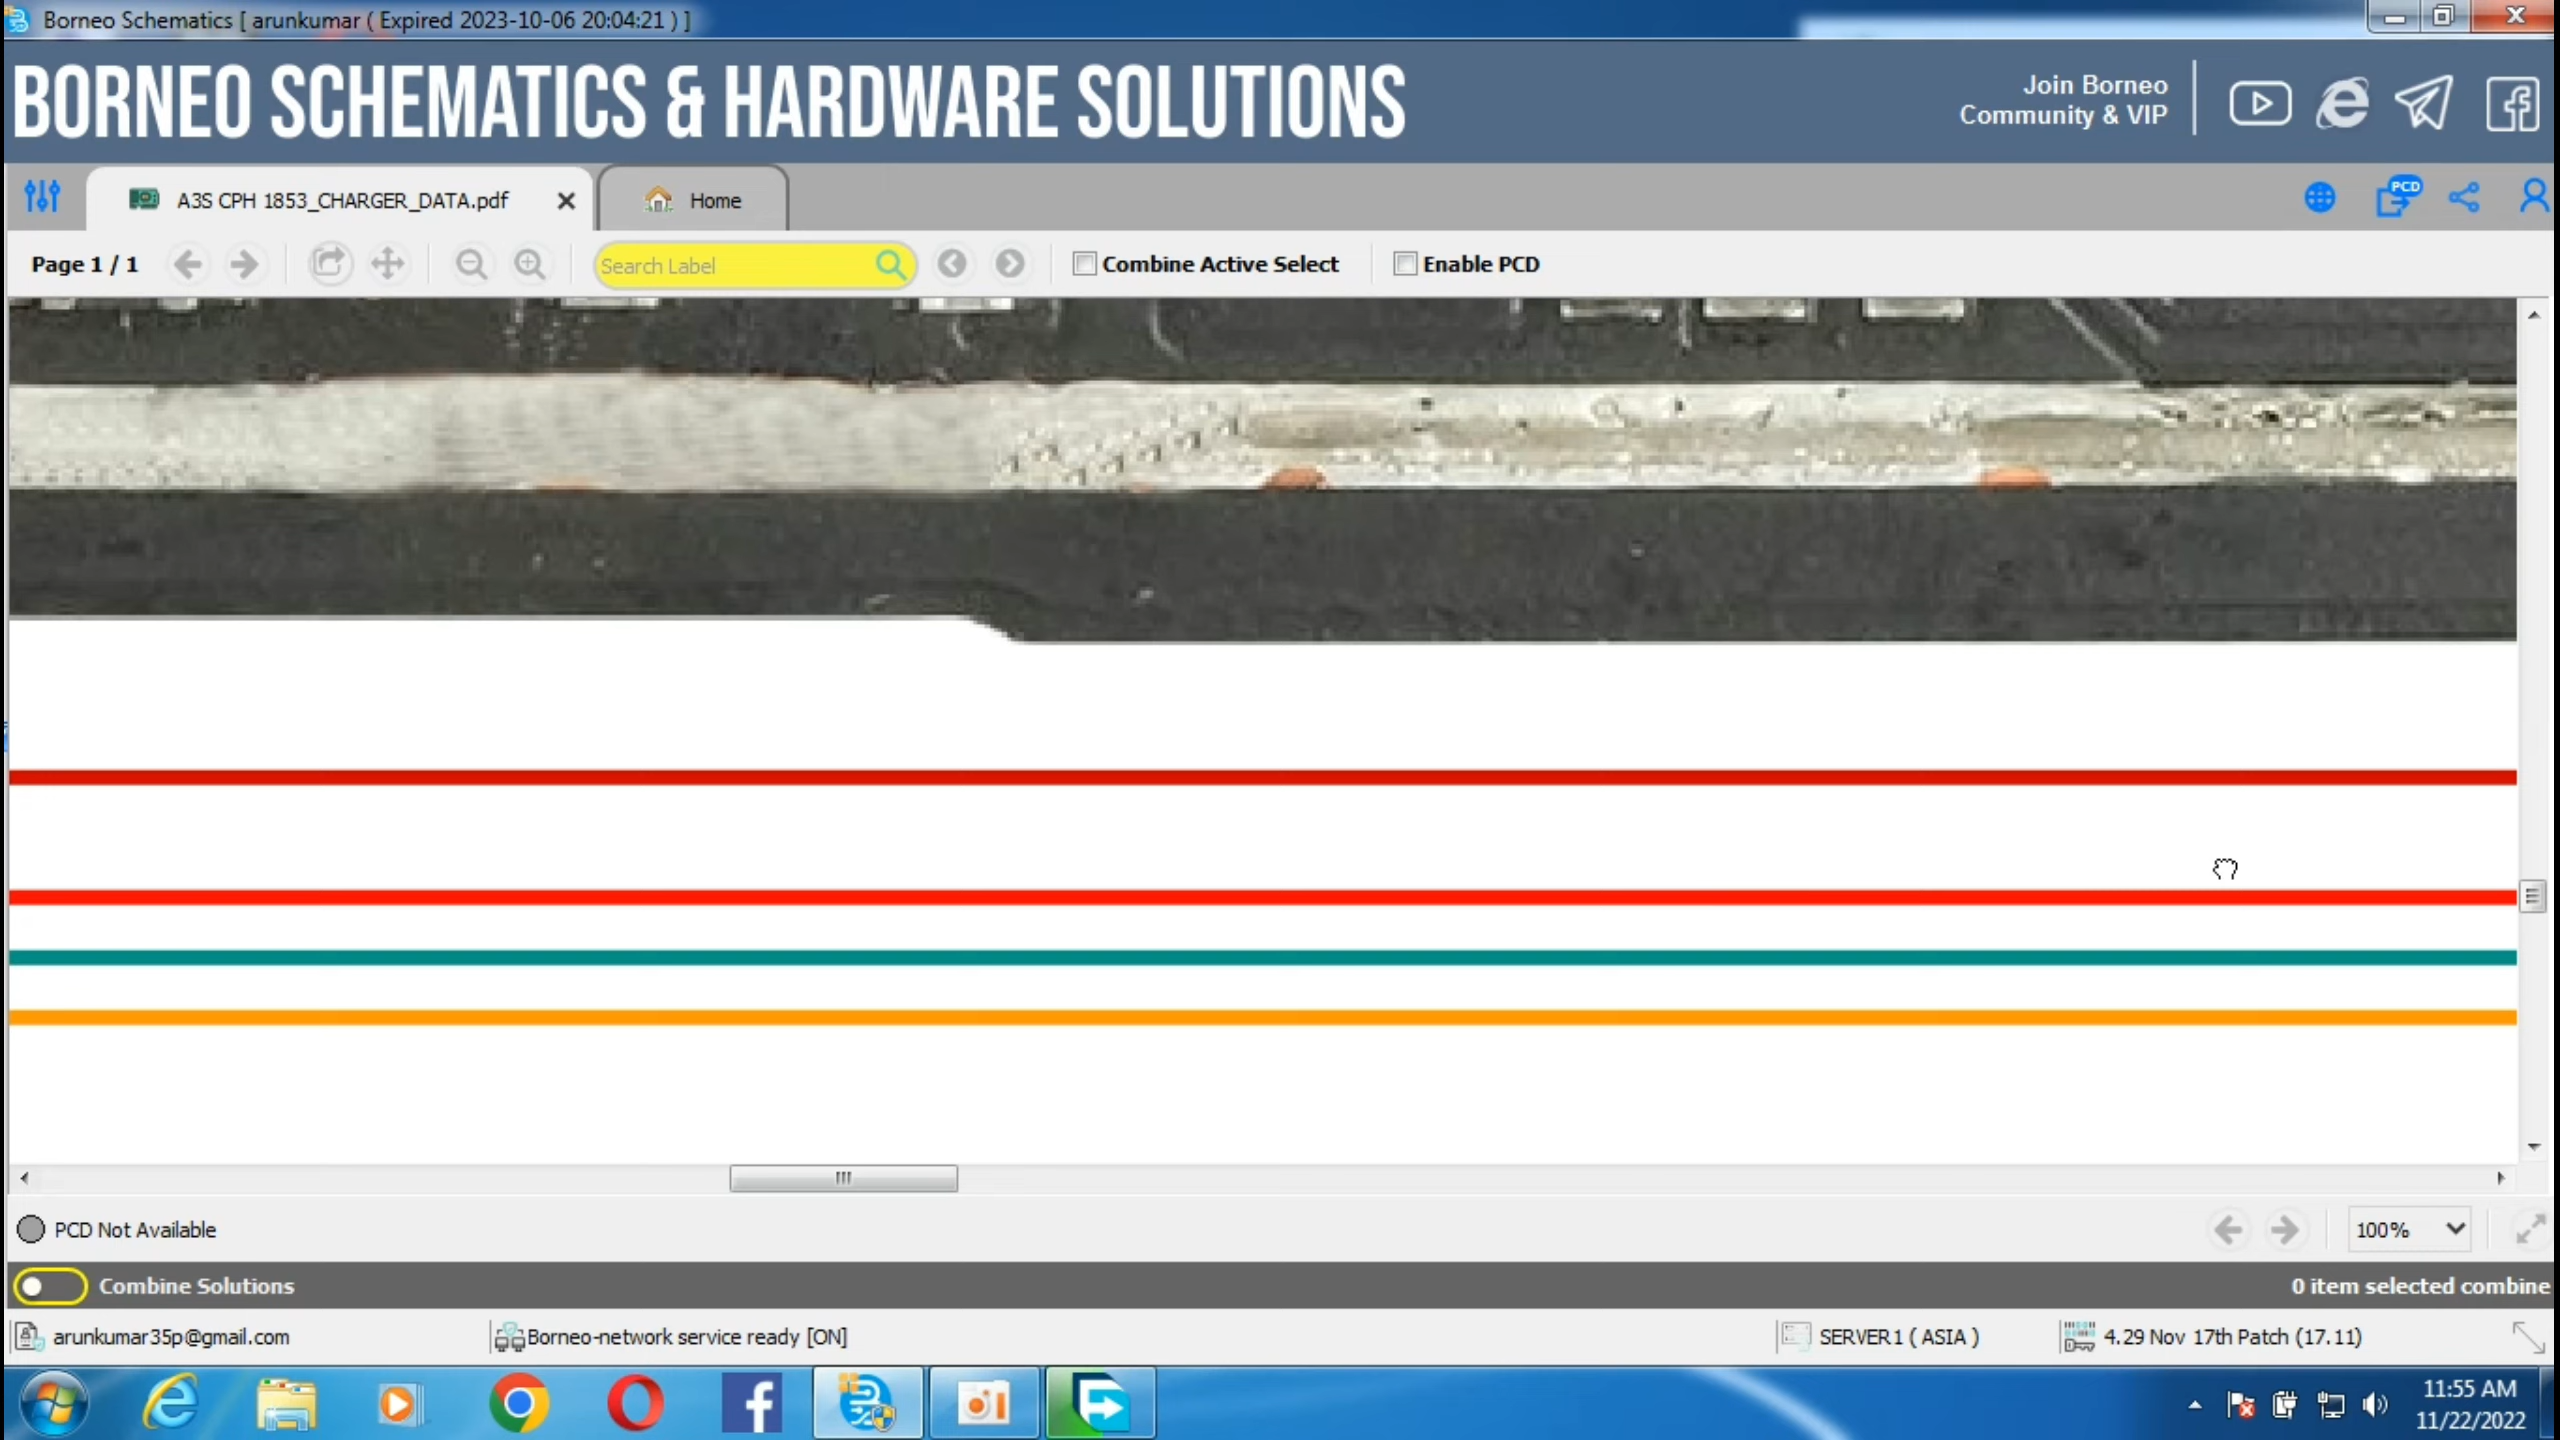 Borneo Schematics [ arunkumar ( Expired 2023-10-06 20:04:21 ) ]
BORNEO SCHEMATICS & HARDWARE SOLUTIONS
Join Borneo
Community & VIP
A3S CPH 1853_CHARGER_DATA.pdf
Home
PCD
Page 1 / 1
Search Label
Combine Active Select
Enable PCD
PCD Not Available
100%
Combine Solutions
0 item selected combine
arunkumar35p@gmail.com
Borneo-network service ready [ON]
SERVER1 ( ASIA )
4.29 Nov 17th Patch (17.11)
11:55 AM
11/22/2022